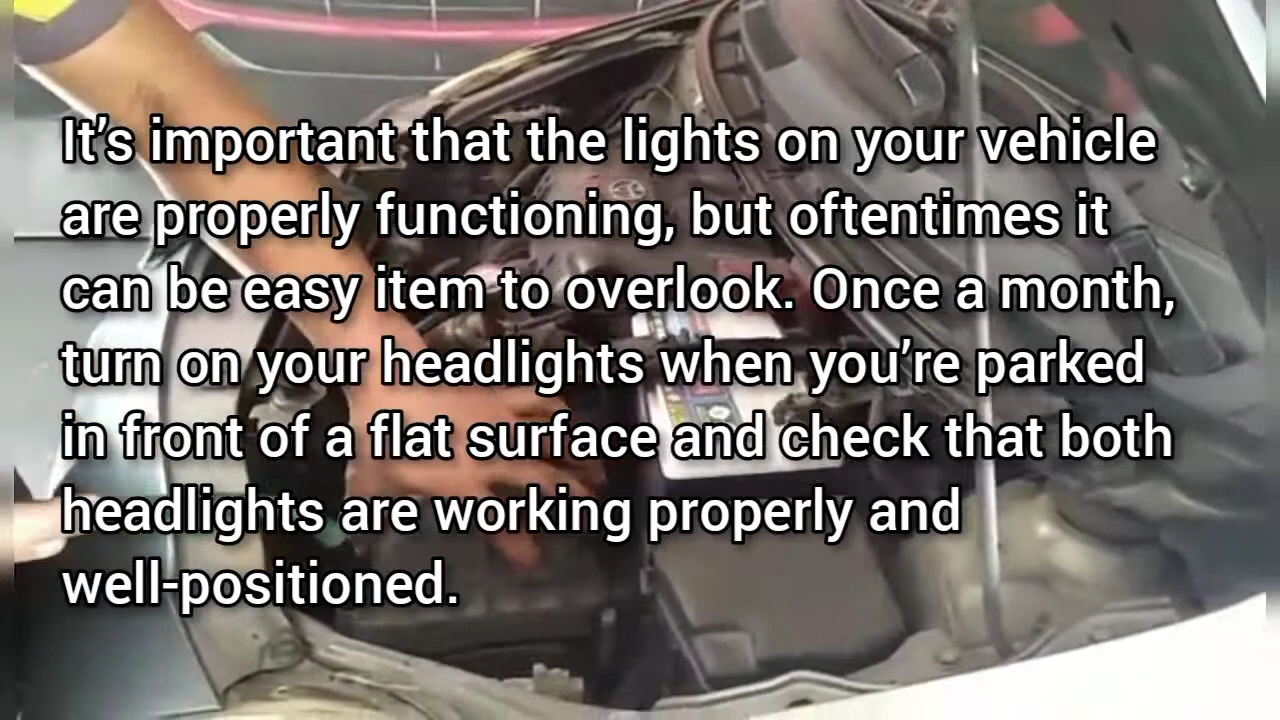 It’s important that the lights on your vehicle
are properly functioning, but oftentimes it
can be easy item to overlook. Once a month,
turn on your headlights when you’re parked
in front of a flat surface and check that both
headlights are working properly and
well-positioned.